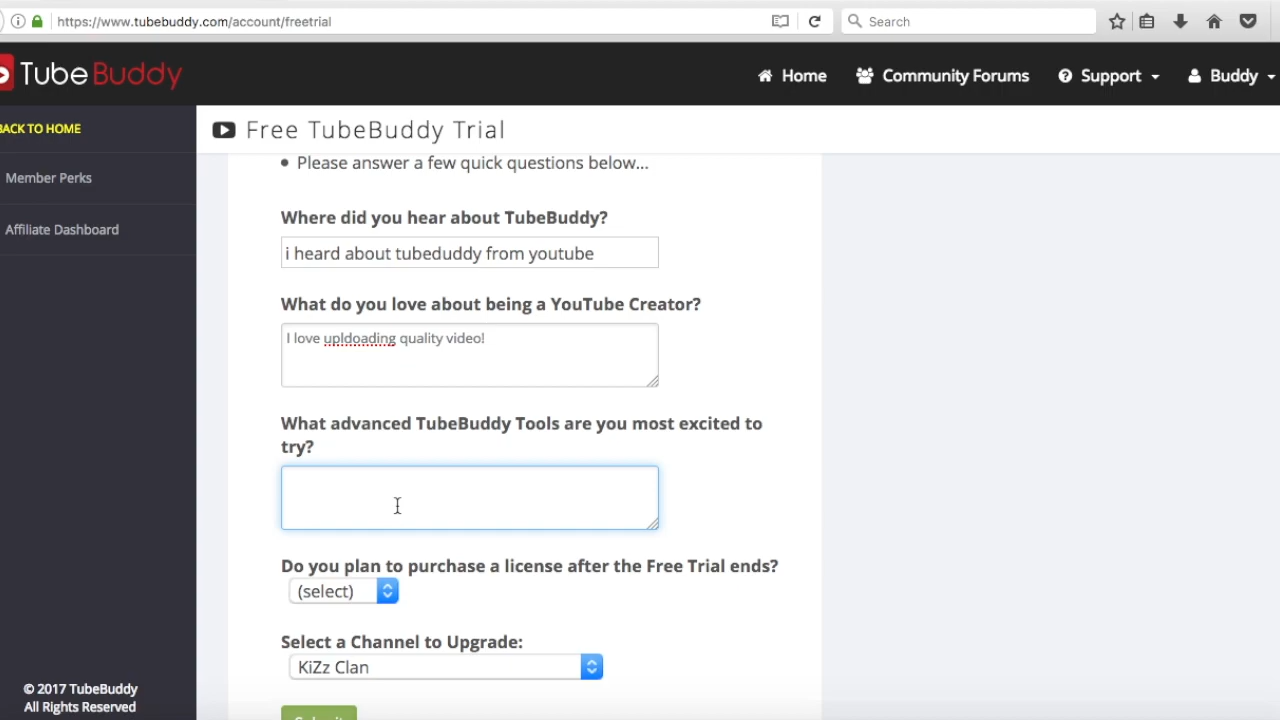 https://www.tubebuddy.com/account/freetrial
Search
TubeBuddy
Home
Community Forums
Support
Buddy
BACK TO HOME
Free TubeBuddy Trial
Member Perks
Affiliate Dashboard
Please answer a few quick questions below...
Where did you hear about TubeBuddy?
i heard about tubeduddy from youtube
What do you love about being a YouTube Creator?
I love upldoading quality video!
What advanced TubeBuddy Tools are you most excited to
try?
Do you plan to purchase a license after the Free Trial ends?
(select)
Select a Channel to Upgrade:
KiZz Clan
Submit
© 2017 TubeBuddy
All Rights Reserved